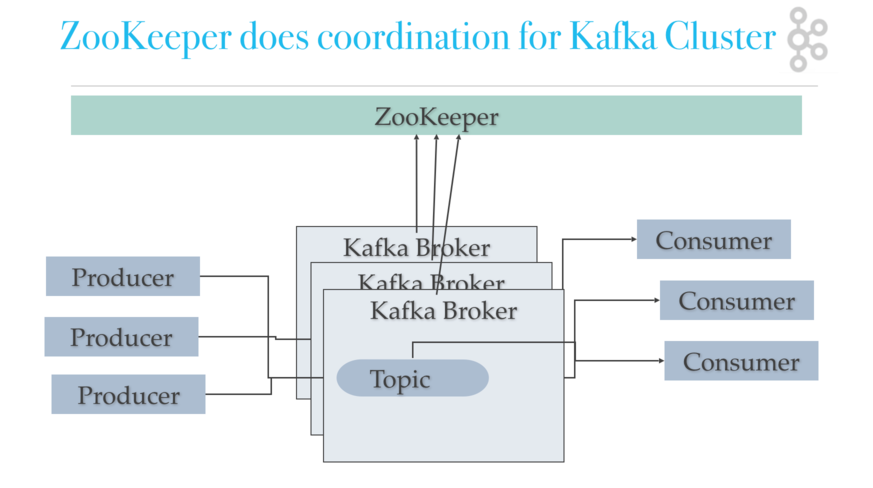 ZooKeeper does coordination for Kafka Cluster
ZooKeeper
Kafka Broker
Kafka Broker
Kafka Broker
Topic
Producer
Producer
Producer
Consumer
Consumer
Consumer